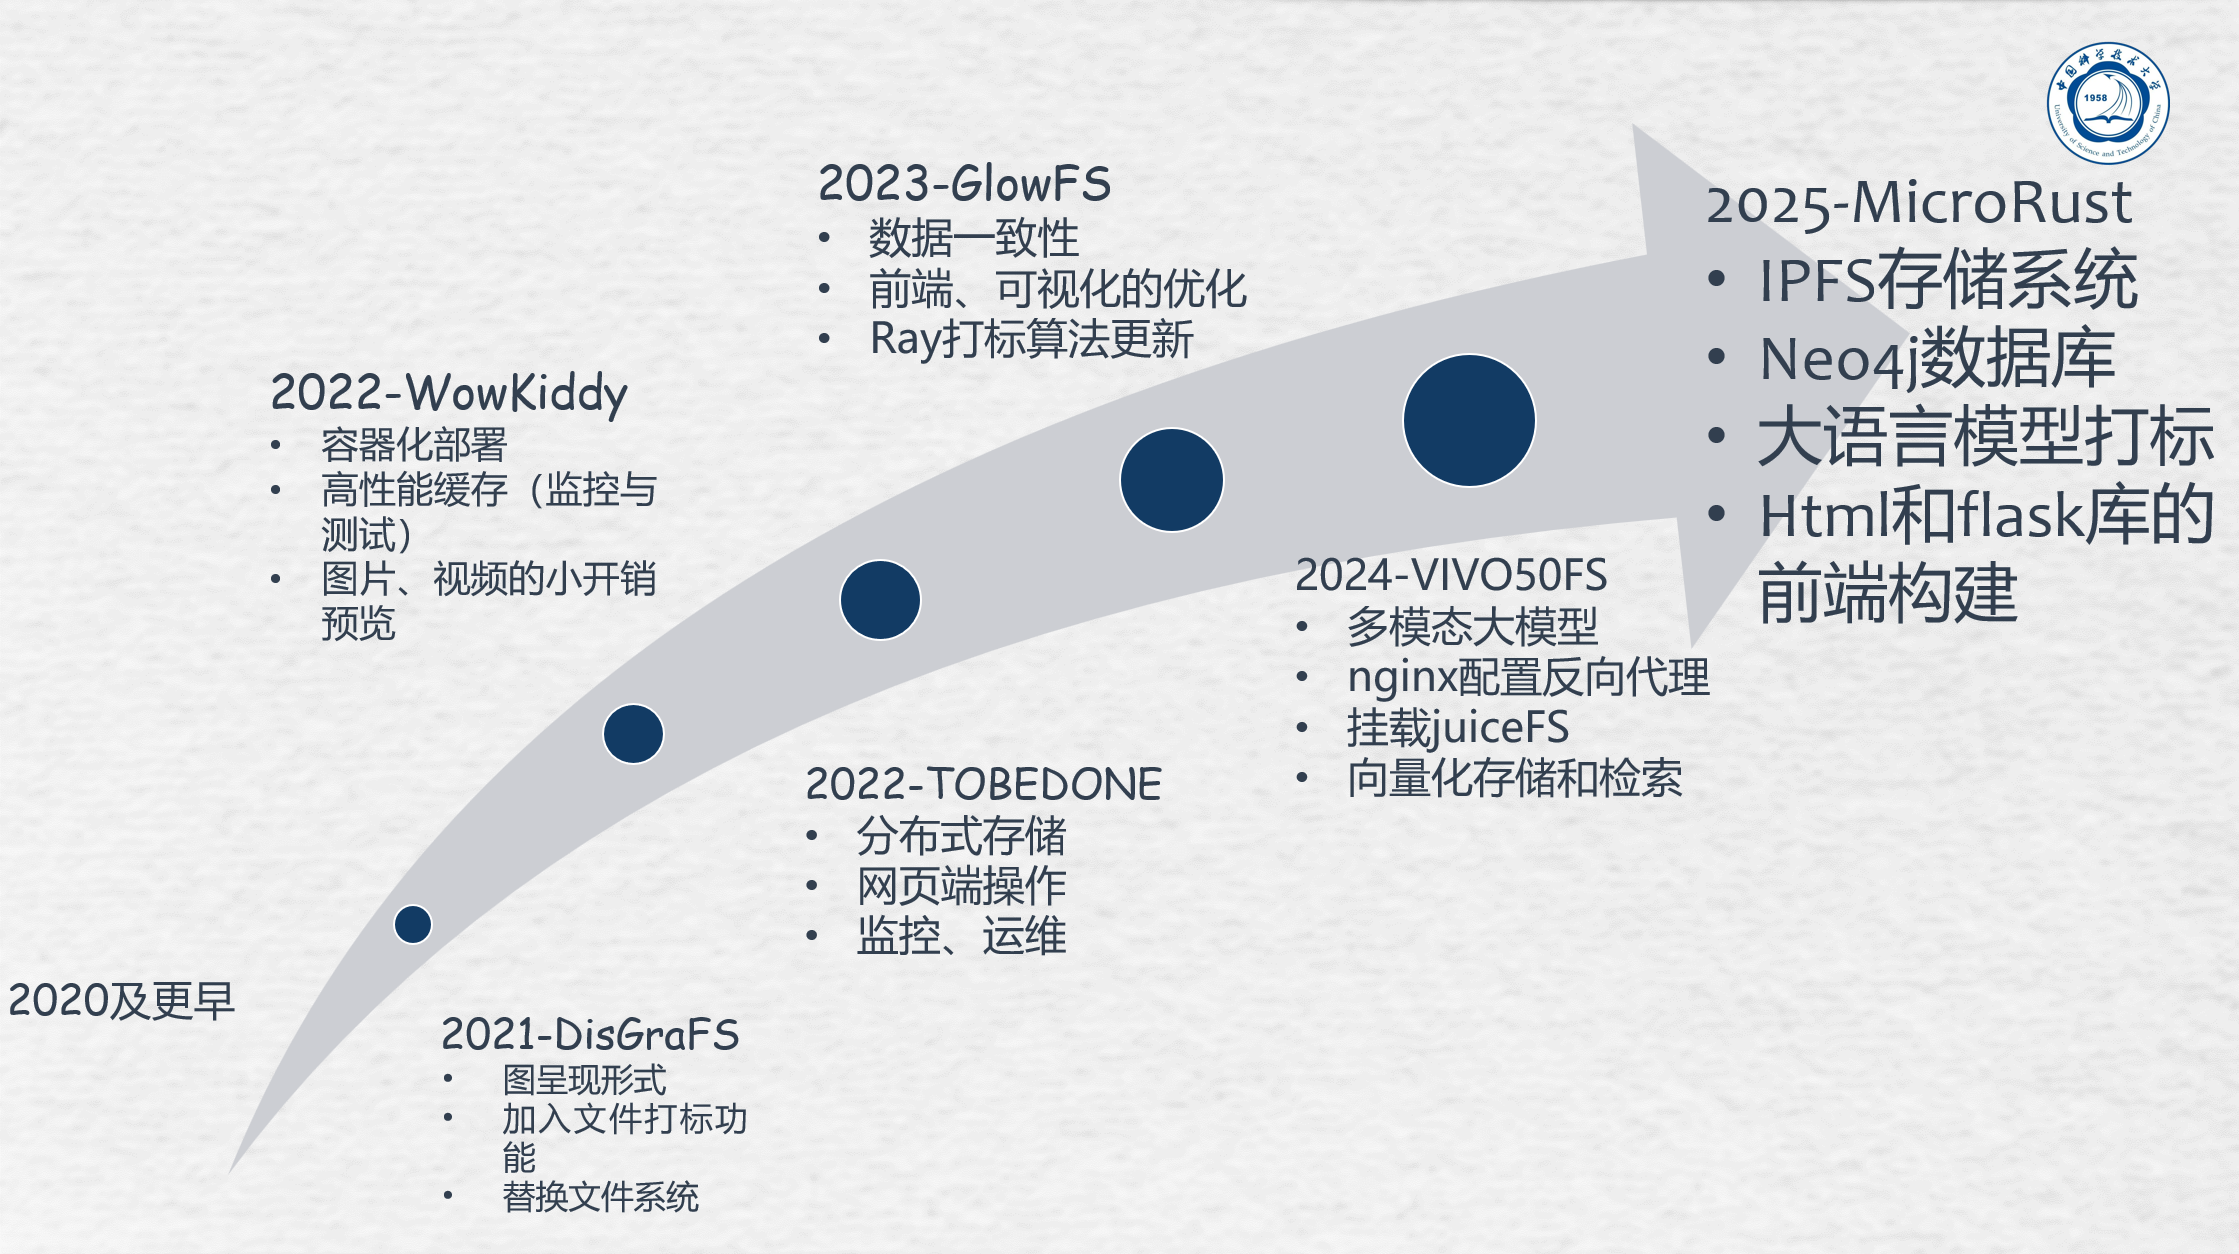 中国科学技术大学
1958
University of Science and Technology of China
2025-MicroRust
• IPFS存储系统
• Neo4j数据库
• 大语言模型打标
• Html和flask库的
前端构建
2023-GlowFS
• 数据一致性
• 前端、可视化的优化
• Ray打标算法更新
2022-WowKiddy
• 容器化部署
• 高性能缓存（监控与
测试）
• 图片、视频的小开销
预览
2024-VIVO50FS
• 多模态大模型
• nginx配置反向代理
• 挂载juiceFS
• 向量化存储和检索
2022-TOBEDONE
• 分布式存储
• 网页端操作
• 监控、运维
2020及更早
2021-DisGraFS
• 图呈现形式
• 加入文件打标功
能
• 替换文件系统